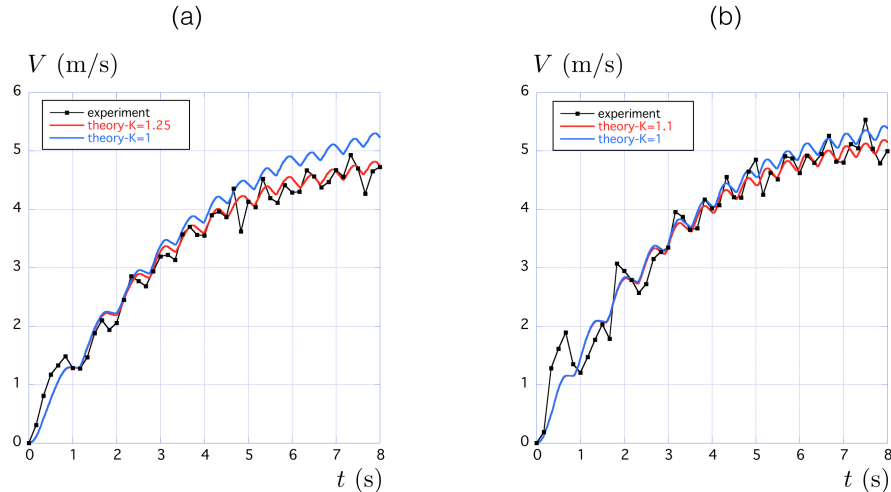 (a)
V (m/s)
6
5
4
3
2
1
0
experiment
theory-K=1.25
theory-K=1
0 1 2 3 4 5 6 7 8
t (s)
(b)
V (m/s)
6
5
4
3
2
1
0
experiment
theory-K=1.1
theory-K=1
0 1 2 3 4 5 6 7 8
t (s)